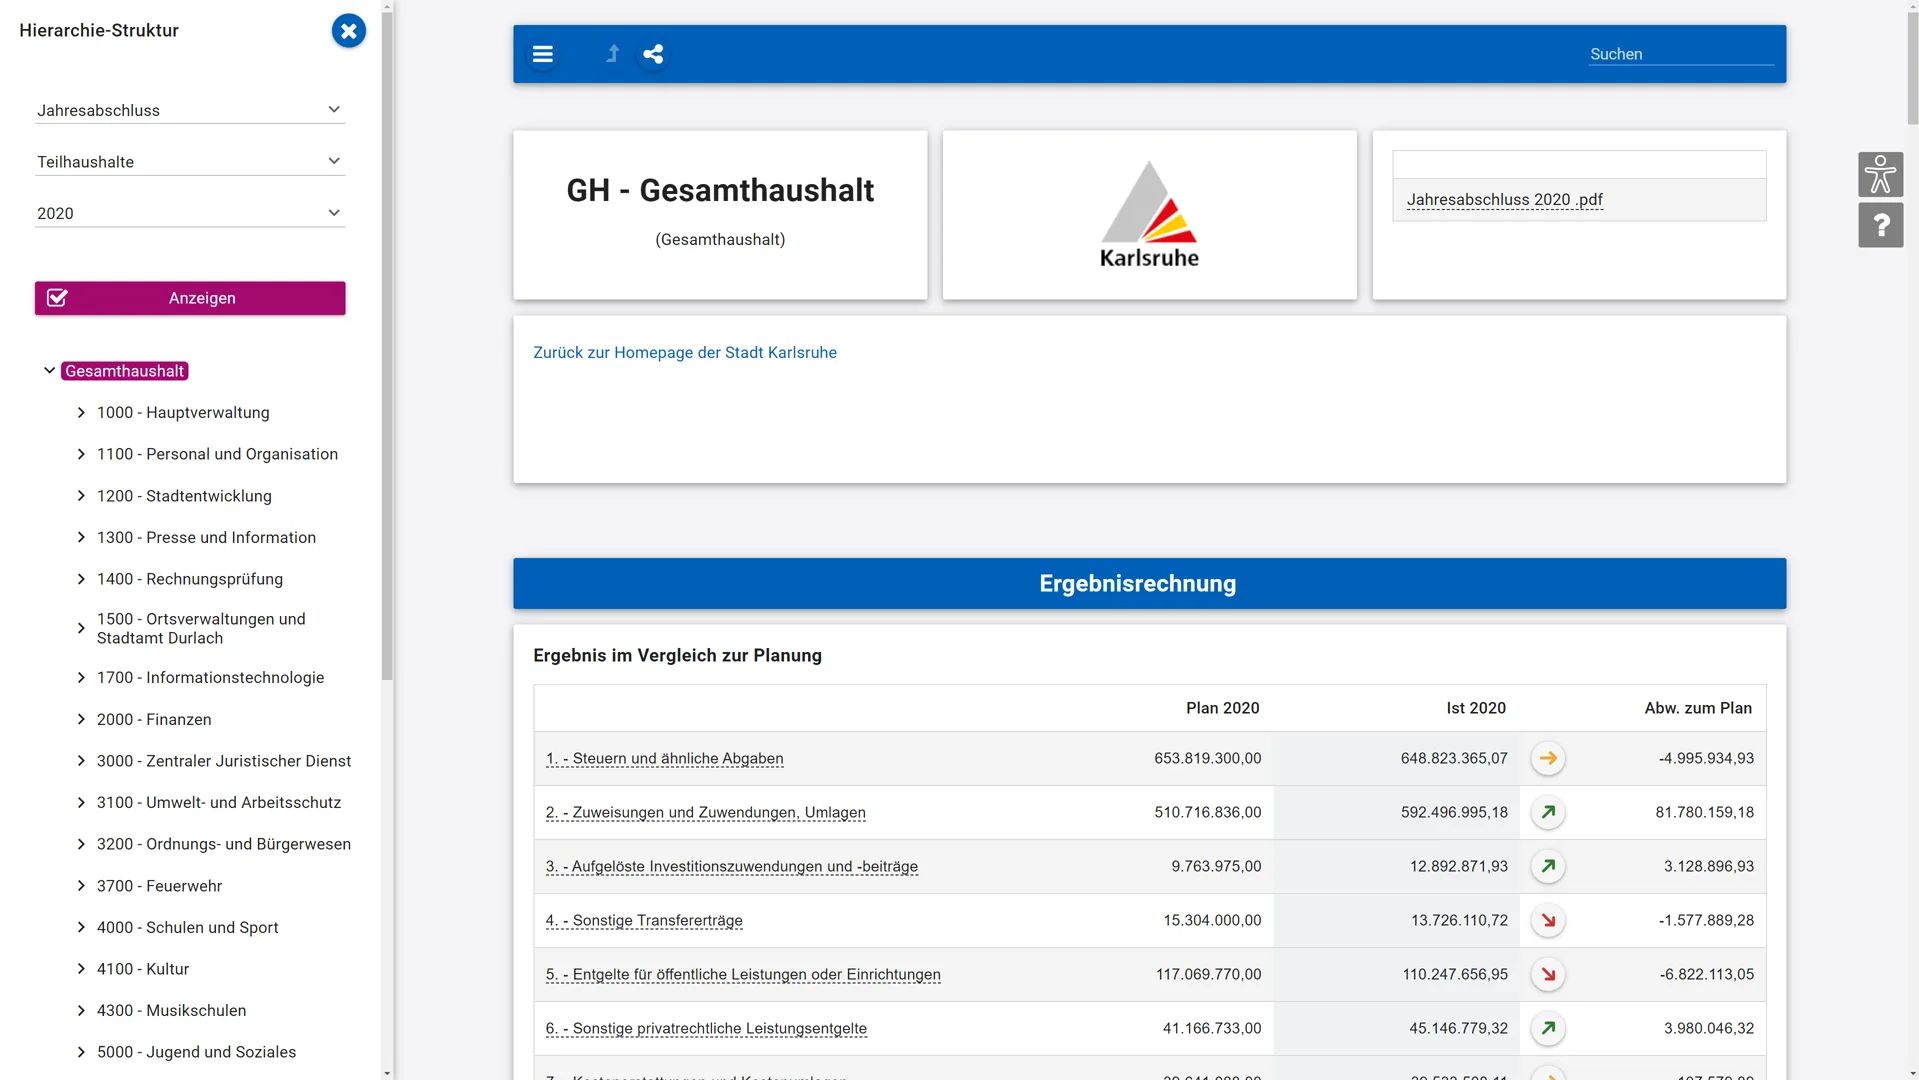 Hierarchie-Struktur
Jahresabschluss
Teilhaushalte
2020
Anzeigen
Gesamthaushalt
1000 - Hauptverwaltung
1100 - Personal und Organisation
1200 - Stadtentwicklung
1300 - Presse und Information
1400 - Rechnungsprüfung
1500 - Ortsverwaltungen und
Stadtamt Durlach
1700 - Informationstechnologie
2000 - Finanzen
3000 - Zentraler Juristischer Dienst
3100 - Umwelt- und Arbeitsschutz
3200 - Ordnungs- und Bürgerwesen
3700 - Feuerwehr
4000 - Schulen und Sport
4100 - Kultur
4300 - Musikschulen
5000 - Jugend und Soziales
Suchen
GH - Gesamthaushalt
(Gesamthaushalt)
Karlsruhe
Jahresabschluss 2020 .pdf
Zurück zur Homepage der Stadt Karlsruhe
Ergebnisrechnung
Ergebnis im Vergleich zur Planung
Plan 2020 Ist 2020 Abw. zum Plan
1. - Steuern und ähnliche Abgaben 653.819.300,00 648.823.365,07 -4.995.934,93
2. - Zuweisungen und Zuwendungen, Umlagen 510.716.836,00 592.496.995,18 81.780.159,18
3. - Aufgelöste Investitionszuwendungen und -beiträge 9.763.975,00 12.892.871,93 3.128.896,93
4. - Sonstige Transfererträge 15.304.000,00 13.726.110,72 -1.577.889,28
5. - Entgelte für öffentliche Leistungen oder Einrichtungen 117.069.770,00 110.247.656,95 -6.822.113,05
6. - Sonstige privatrechtliche Leistungsentgelte 41.166.733,00 45.146.779,32 3.980.046,32